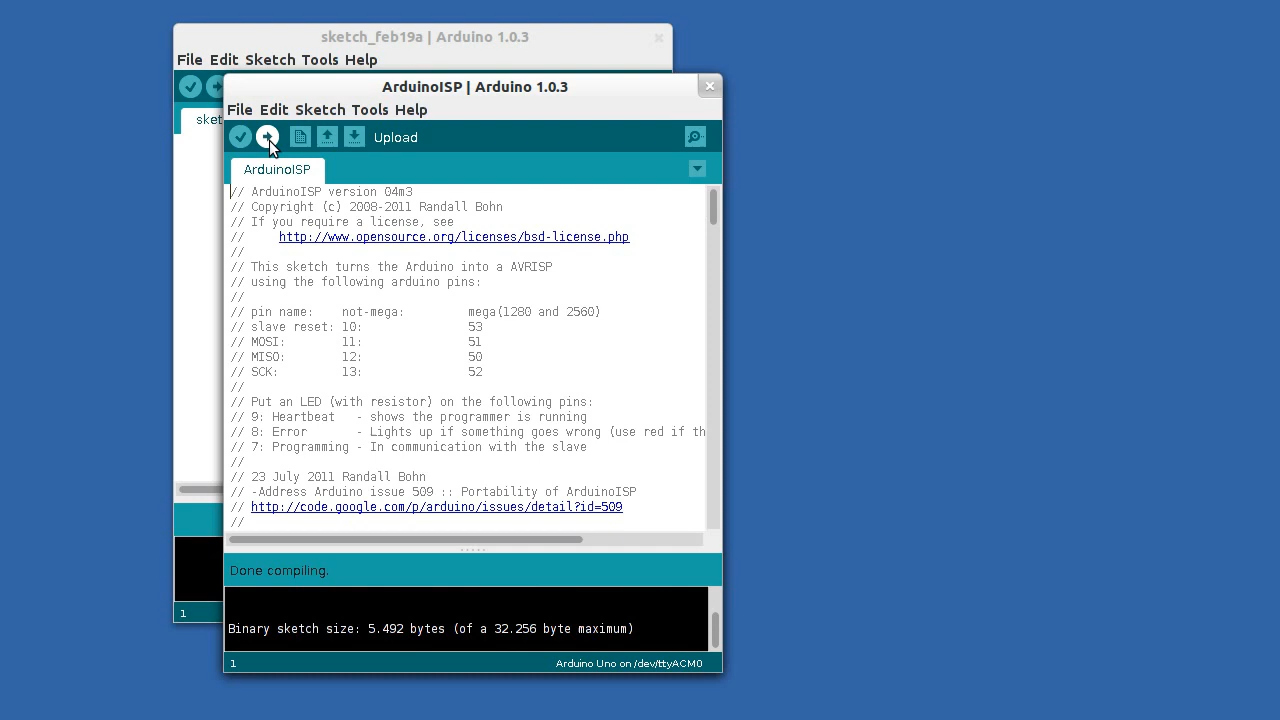 sketch_feb19a | Arduino 1.0.3
File Edit Sketch Tools Help
sket
1
ArduinoISP | Arduino 1.0.3
File Edit Sketch Tools Help
Upload
ArduinoISP
// ArduinoISP version 04m3
// Copyright (c) 2008-2011 Randall Bohn
// If you require a license, see
//     http://www.opensource.org/licenses/bsd-license.php
//
// This sketch turns the Arduino into a AVRISP
// using the following arduino pins:
//
// pin name:    not-mega:         mega(1280 and 2560)
// slave reset: 10:               53
// MOSI:        11:               51
// MISO:        12:               50
// SCK:         13:               52
//
// Put an LED (with resistor) on the following pins:
// 9: Heartbeat   - shows the programmer is running
// 8: Error       - Lights up if something goes wrong (use red if th
// 7: Programming - In communication with the slave
//
// 23 July 2011 Randall Bohn
// -Address Arduino issue 509 :: Portability of ArduinoISP
// http://code.google.com/p/arduino/issues/detail?id=509
//
Done compiling.
Binary sketch size: 5.492 bytes (of a 32.256 byte maximum)
1
Arduino Uno on /dev/ttyACM0